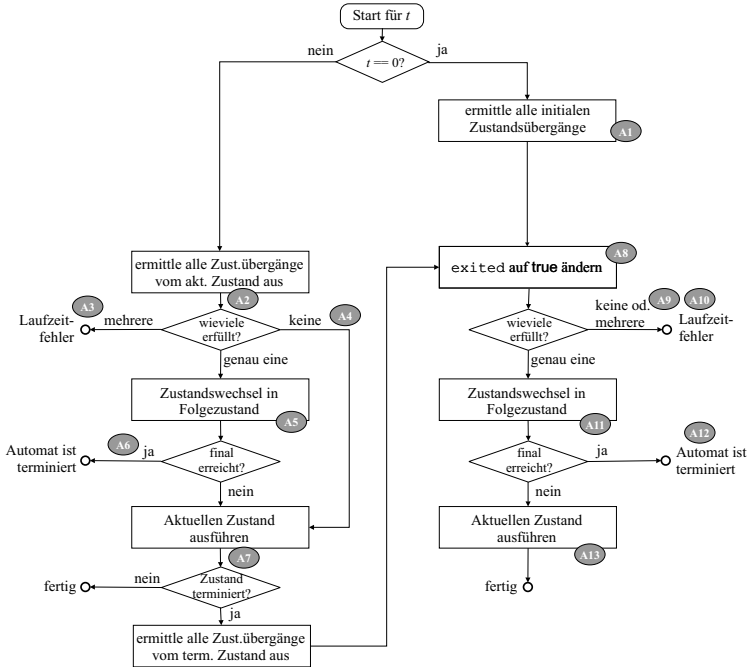 Start für t
nein
ja
t == 0?
ermittle alle initialen
Zustandsübergänge
A1
ermittle alle Zust.übergänge
vom akt. Zustand aus
A2
A3
mehrere
Laufzeit-
fehler
wieviele
erfüllt?
keine
A4
genau eine
Zustandswechsel in
Folgezustand
A5
A6
Automat ist
terminiert
ja
final
erreicht?
nein
Aktuellen Zustand
ausführen
A7
fertig
nein
Zustand
terminiert?
ja
ermittle alle Zust.übergänge
vom term. Zustand aus
A8
exited auf true ändern
keine od.
mehrere
A9
A10
wieviele
erfüllt?
Laufzeit-
fehler
genau eine
Zustandswechsel in
Folgezustand
A11
A12
final
erreicht?
ja
Automat ist
terminiert
nein
Aktuellen Zustand
ausführen
A13
fertig